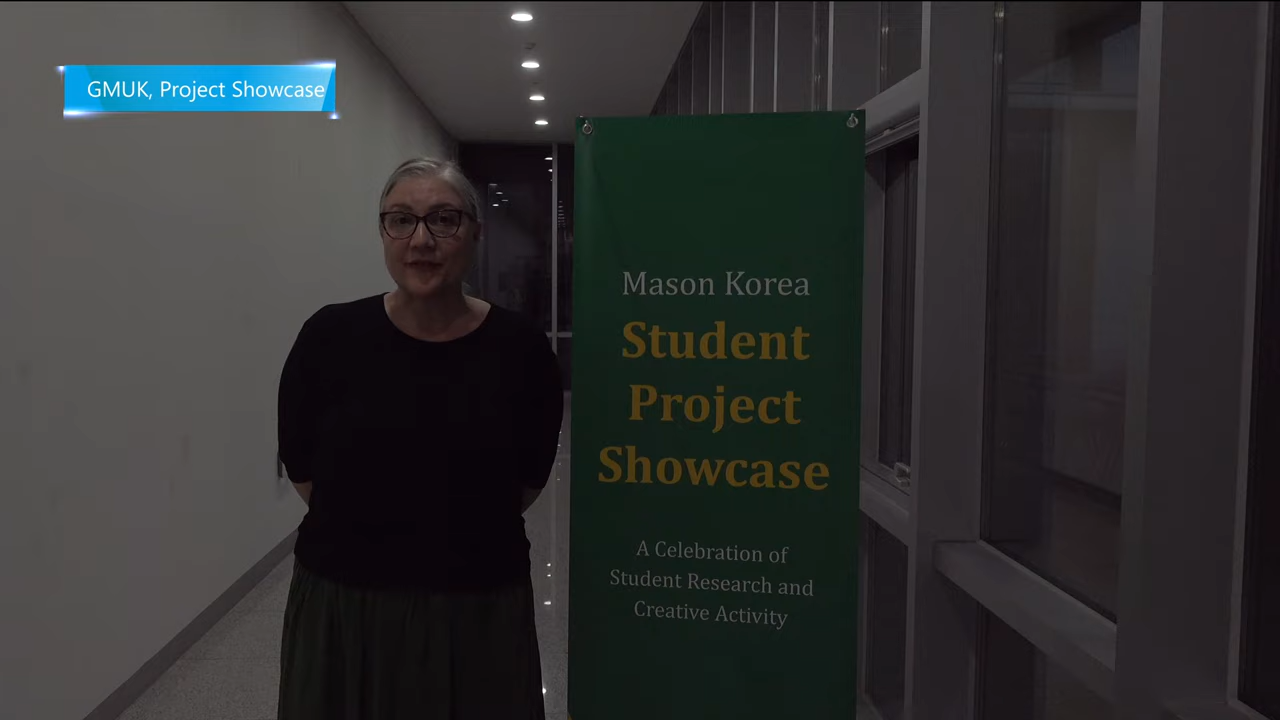 GMUK, Project Showcase
Mason Korea
Student
Project
Showcase
A Celebration of
Student Research and
Creative Activity